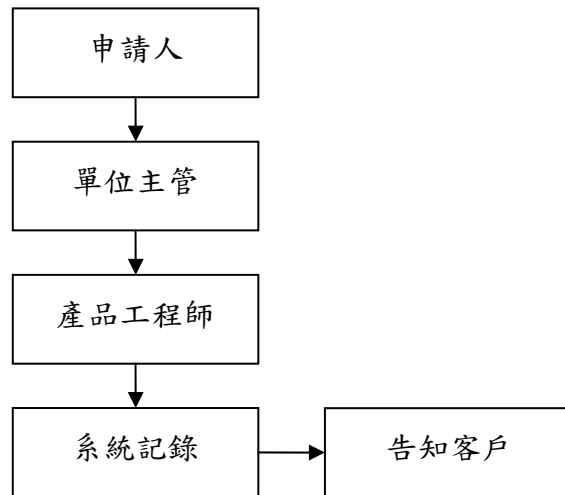 申請人
單位主管
產品工程師
系統記錄
告知客戶